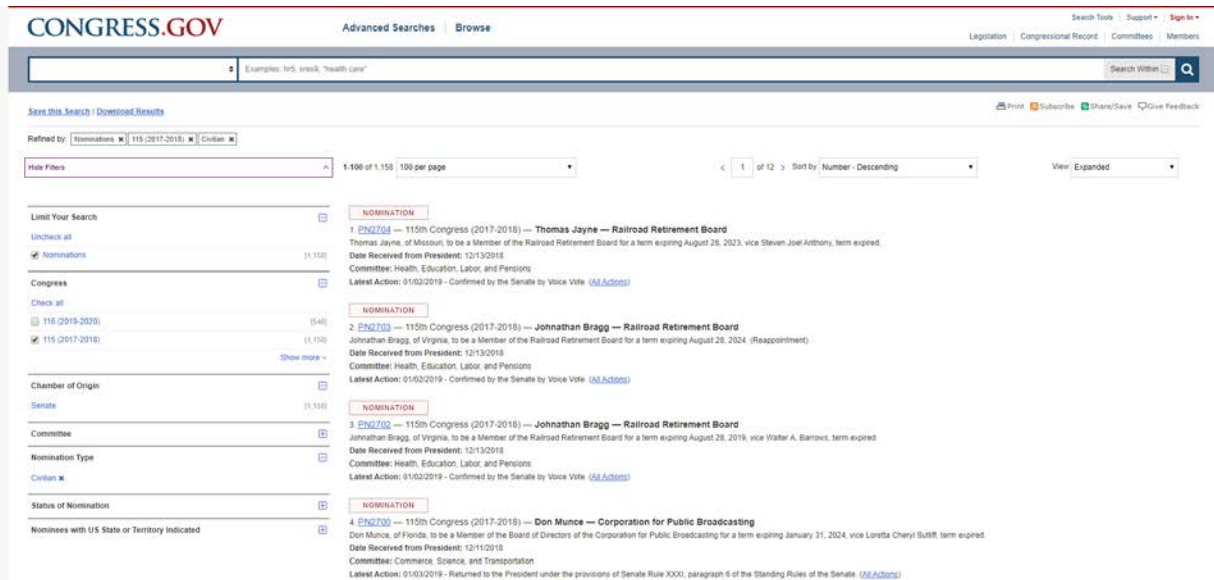 CONGRESS.GOV
Advanced Searches Browse
Search Tools Support Sign In
Legislation Congressional Record Committees Members
Examples: hr5, sres9, "health care"
Search Within
Save this Search | Download Results
Print Subscribe Share/Save Give Feedback
Refined by: Nominations x 115 (2017-2018) x Civilian x
Hide Filters
1-100 of 1,158 100 per page
< 1 of 12 > Sort by Number - Descending
View Expanded
Limit Your Search
Uncheck all
Nominations [1,158]
Congress
Check all
116 (2019-2020)
115 (2017-2018) [1,158]
Show more
Chamber of Origin
Senate [1,158]
Committee
Nomination Type
Civilian x
Status of Nomination
Nominees with US State or Territory Indicated
NOMINATION
1. PN2704 — 115th Congress (2017-2018) — Thomas Jayne — Railroad Retirement Board
Thomas Jayne, of Missouri, to be a Member of the Railroad Retirement Board for a term expiring August 28, 2023, vice Steven Joel Anthony, term expired.
Date Received from President: 12/13/2018
Committee: Health, Education, Labor, and Pensions
Latest Action: 01/02/2019 - Confirmed by the Senate by Voice Vote. (All Actions)
NOMINATION
2. PN2703 — 115th Congress (2017-2018) — Johnathan Bragg — Railroad Retirement Board
Johnathan Bragg, of Virginia, to be a Member of the Railroad Retirement Board for a term expiring August 28, 2024. (Reappointment)
Date Received from President: 12/13/2018
Committee: Health, Education, Labor, and Pensions
Latest Action: 01/02/2019 - Confirmed by the Senate by Voice Vote. (All Actions)
NOMINATION
3. PN2702 — 115th Congress (2017-2018) — Johnathan Bragg — Railroad Retirement Board
Johnathan Bragg, of Virginia, to be a Member of the Railroad Retirement Board for a term expiring August 28, 2019, vice Walter A. Barrows, term expired.
Date Received from President: 12/13/2018
Committee: Health, Education, Labor, and Pensions
Latest Action: 01/02/2019 - Confirmed by the Senate by Voice Vote. (All Actions)
NOMINATION
4. PN2700 — 115th Congress (2017-2018) — Don Munce — Corporation for Public Broadcasting
Don Munce, of Florida, to be a Member of the Board of Directors of the Corporation for Public Broadcasting for a term expiring January 31, 2024, vice Loretta Cheryl Sutliff, term expired.
Date Received from President: 12/11/2018
Committee: Commerce, Science, and Transportation
Latest Action: 01/03/2019 - Returned to the President under the provisions of Senate Rule XXXI, paragraph 6 of the Standing Rules of the Senate. (All Actions)